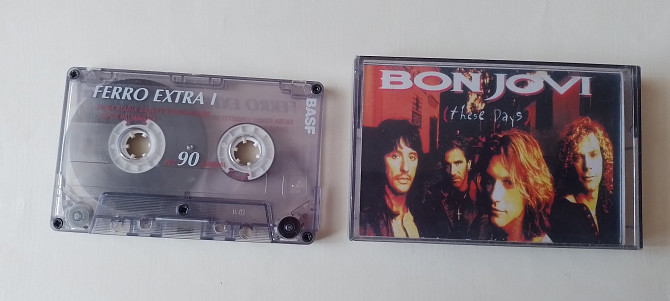 FERRO EXTRA I
BASF
90
BON JOVI
(these Days